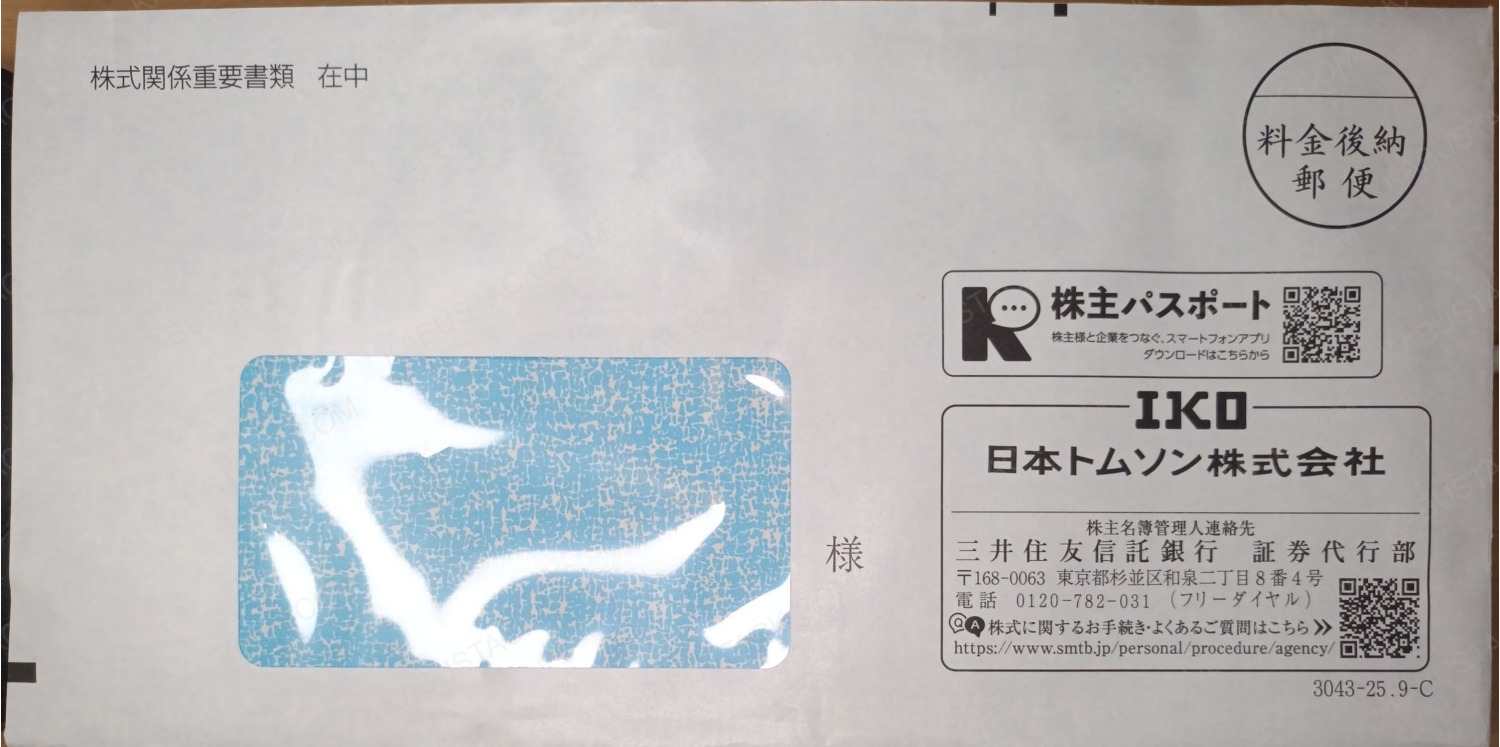 株式関係重要書類　在中
料金後納
郵便
株主パスポート
株主様と企業をつなぐ、スマートフォンアプリ
ダウンロードはこちらから
IKO
日本トムソン株式会社
株主名簿管理人連絡先
三井住友信託銀行　証券代行部
〒168-0063 東京都杉並区和泉二丁目8番4号
電話　0120-782-031 （フリーダイヤル）
Q A 株式に関するお手続き・よくあるご質問はこちら
https://www.smtb.jp/personal/procedure/agency/
様
3043-25.9-C